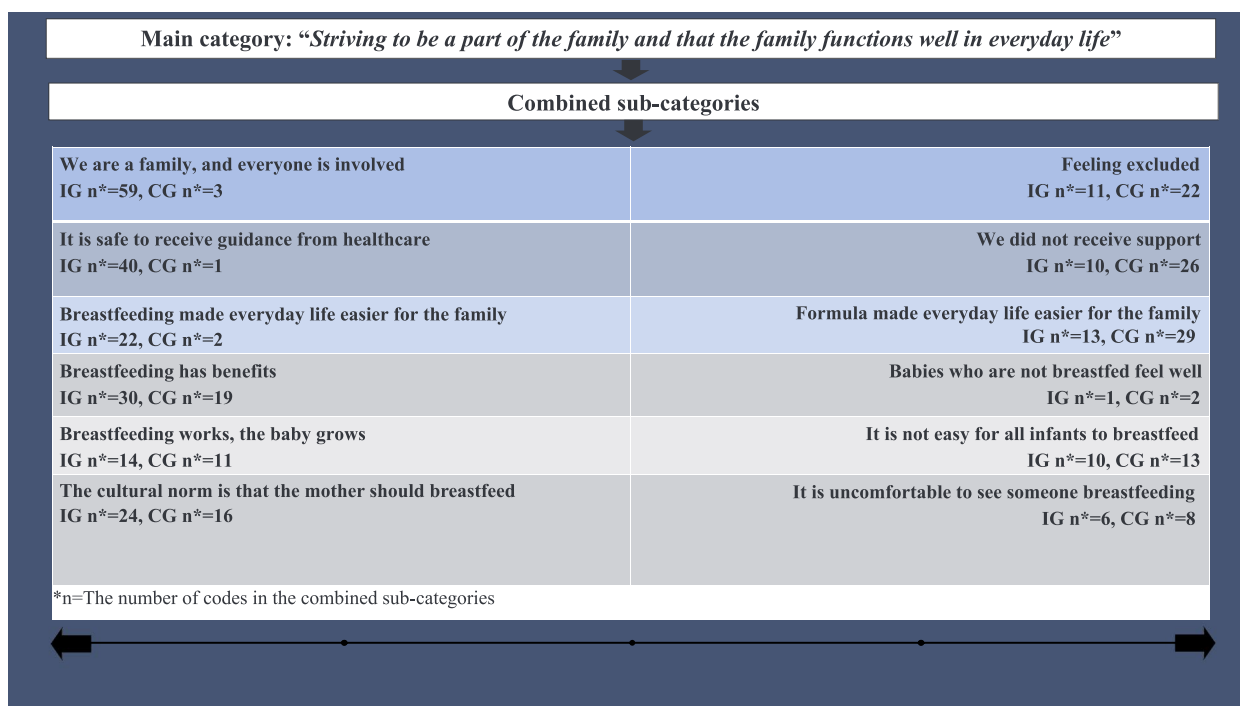 Main category: “Striving to be a part of the family and that the family functions well in everyday life”
Combined sub-categories
We are a family, and everyone is involved
IG n*=59, CG n*=3
Feeling excluded
IG n*=11, CG n*=22
It is safe to receive guidance from healthcare
IG n*=40, CG n*=1
We did not receive support
IG n*=10, CG n*=26
Breastfeeding made everyday life easier for the family
IG n*=22, CG n*=2
Formula made everyday life easier for the family
IG n*=13, CG n*=29
Breastfeeding has benefits
IG n*=30, CG n*=19
Babies who are not breastfed feel well
IG n*=1, CG n*=2
Breastfeeding works, the baby grows
IG n*=14, CG n*=11
It is not easy for all infants to breastfeed
IG n*=10, CG n*=13
The cultural norm is that the mother should breastfeed
IG n*=24, CG n*=16
It is uncomfortable to see someone breastfeeding
IG n*=6, CG n*=8
*n=The number of codes in the combined sub-categories